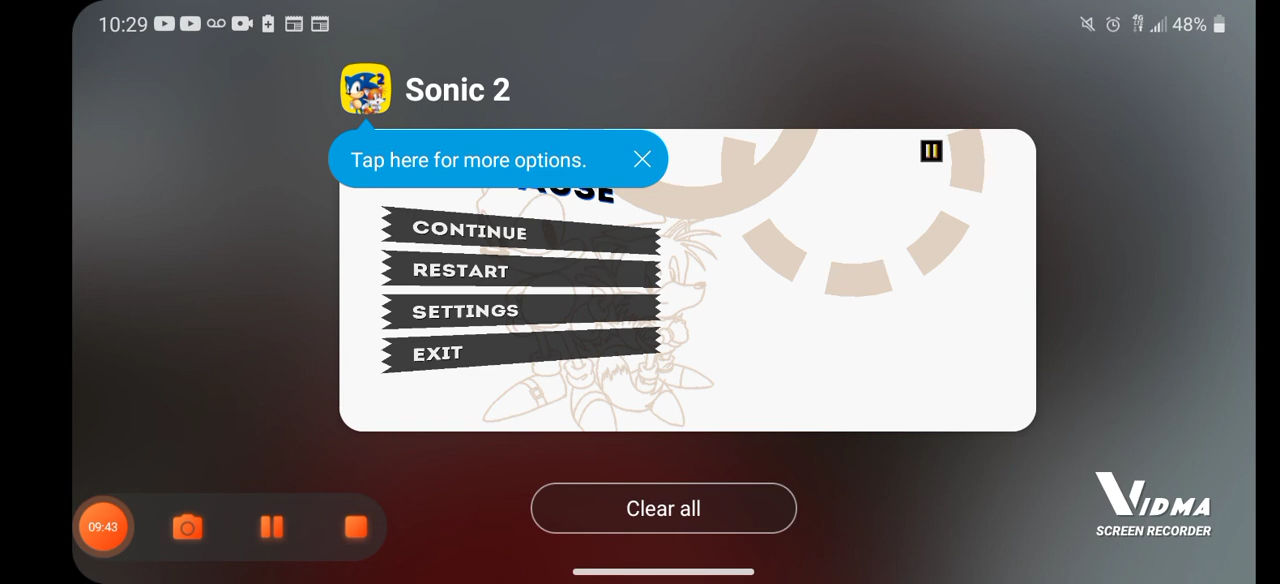 10:29
48%
Sonic 2
Tap here for more options.
CONTINUE
RESTART
SETTINGS
EXIT
Clear all
09:43
VIDMA
SCREEN RECORDER